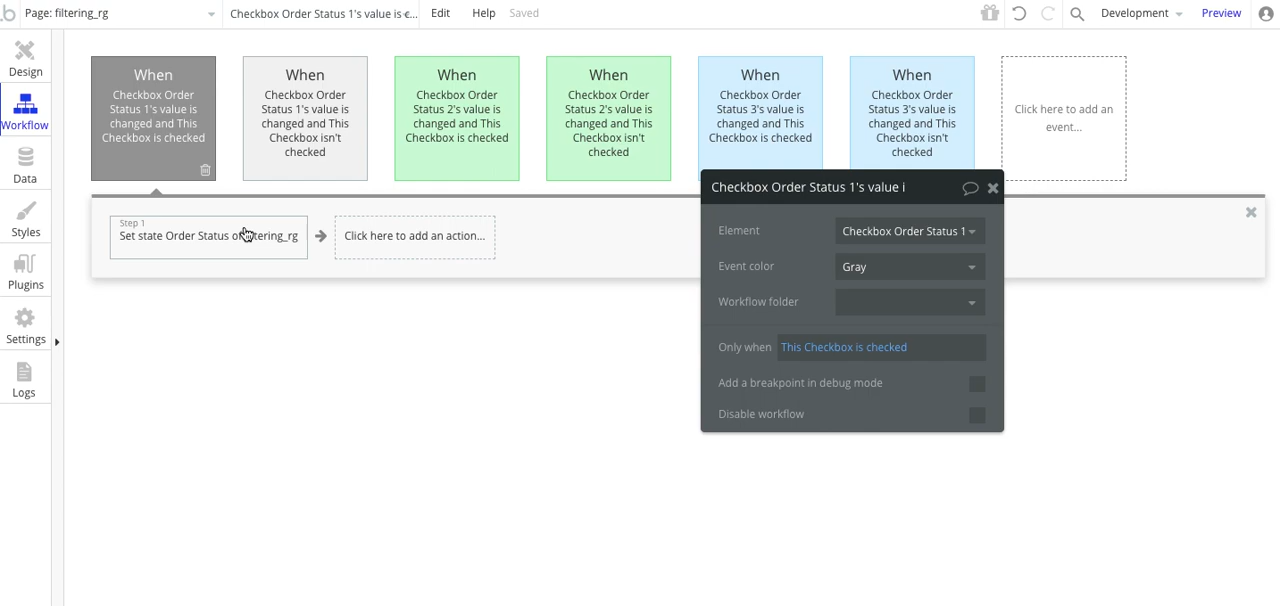 Page: filtering_rg
Checkbox Order Status 1's value is c...
Edit
Help
Saved
Development
Preview
Design
Workflow
Data
Styles
Plugins
Settings
Logs
When
Checkbox Order
Status 1's value is
changed and This
Checkbox is checked
When
Checkbox Order
Status 1's value is
changed and This
Checkbox isn't
checked
When
Checkbox Order
Status 2's value is
changed and This
Checkbox is checked
When
Checkbox Order
Status 2's value is
changed and This
Checkbox isn't
checked
When
Checkbox Order
Status 3's value is
changed and This
Checkbox is checked
When
Checkbox Order
Status 3's value is
changed and This
Checkbox isn't
checked
Click here to add an
event...
Step 1
Set state Order Status
Click here to add an action...
Checkbox Order Status 1's value i
Element
Checkbox Order Status 1
Event color
Gray
Workflow folder
Only when
This Checkbox is checked
Add a breakpoint in debug mode
Disable workflow